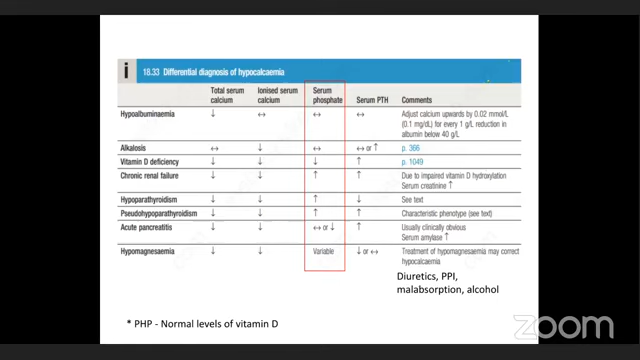 i 18.33 Differential diagnosis of hypocalcaemia
Total serum calcium Ionised serum calcium Serum phosphate Serum PTH Comments
Hypoalbuminaemia ↓ ↔ ↔ ↔ Adjust calcium upwards by 0.02 mmol/L
(0.1 mg/dL) for every 1 g/L reduction in
albumin below 40 g/L
Alkalosis ↔ ↓ ↔ ↔ or ↑ p. 366
Vitamin D deficiency ↓ ↓ ↓ ↑ p. 1049
Chronic renal failure ↓ ↓ ↑ ↑ Due to impaired vitamin D hydroxylation
Serum creatinine ↑
Hypoparathyroidism ↓ ↓ ↑ ↓ See text
Pseudohypoparathyroidism ↓ ↓ ↑ ↑ Characteristic phenotype (see text)
Acute pancreatitis ↓ ↓ ↔ or ↓ ↑ Usually clinically obvious
Serum amylase ↑
Hypomagnesaemia ↓ ↓ Variable ↓ or ↔ Treatment of hypomagnesaemia may correct
hypocalcaemia
Diuretics, PPI,
malabsorption, alcohol
* PHP - Normal levels of vitamin D
zoom